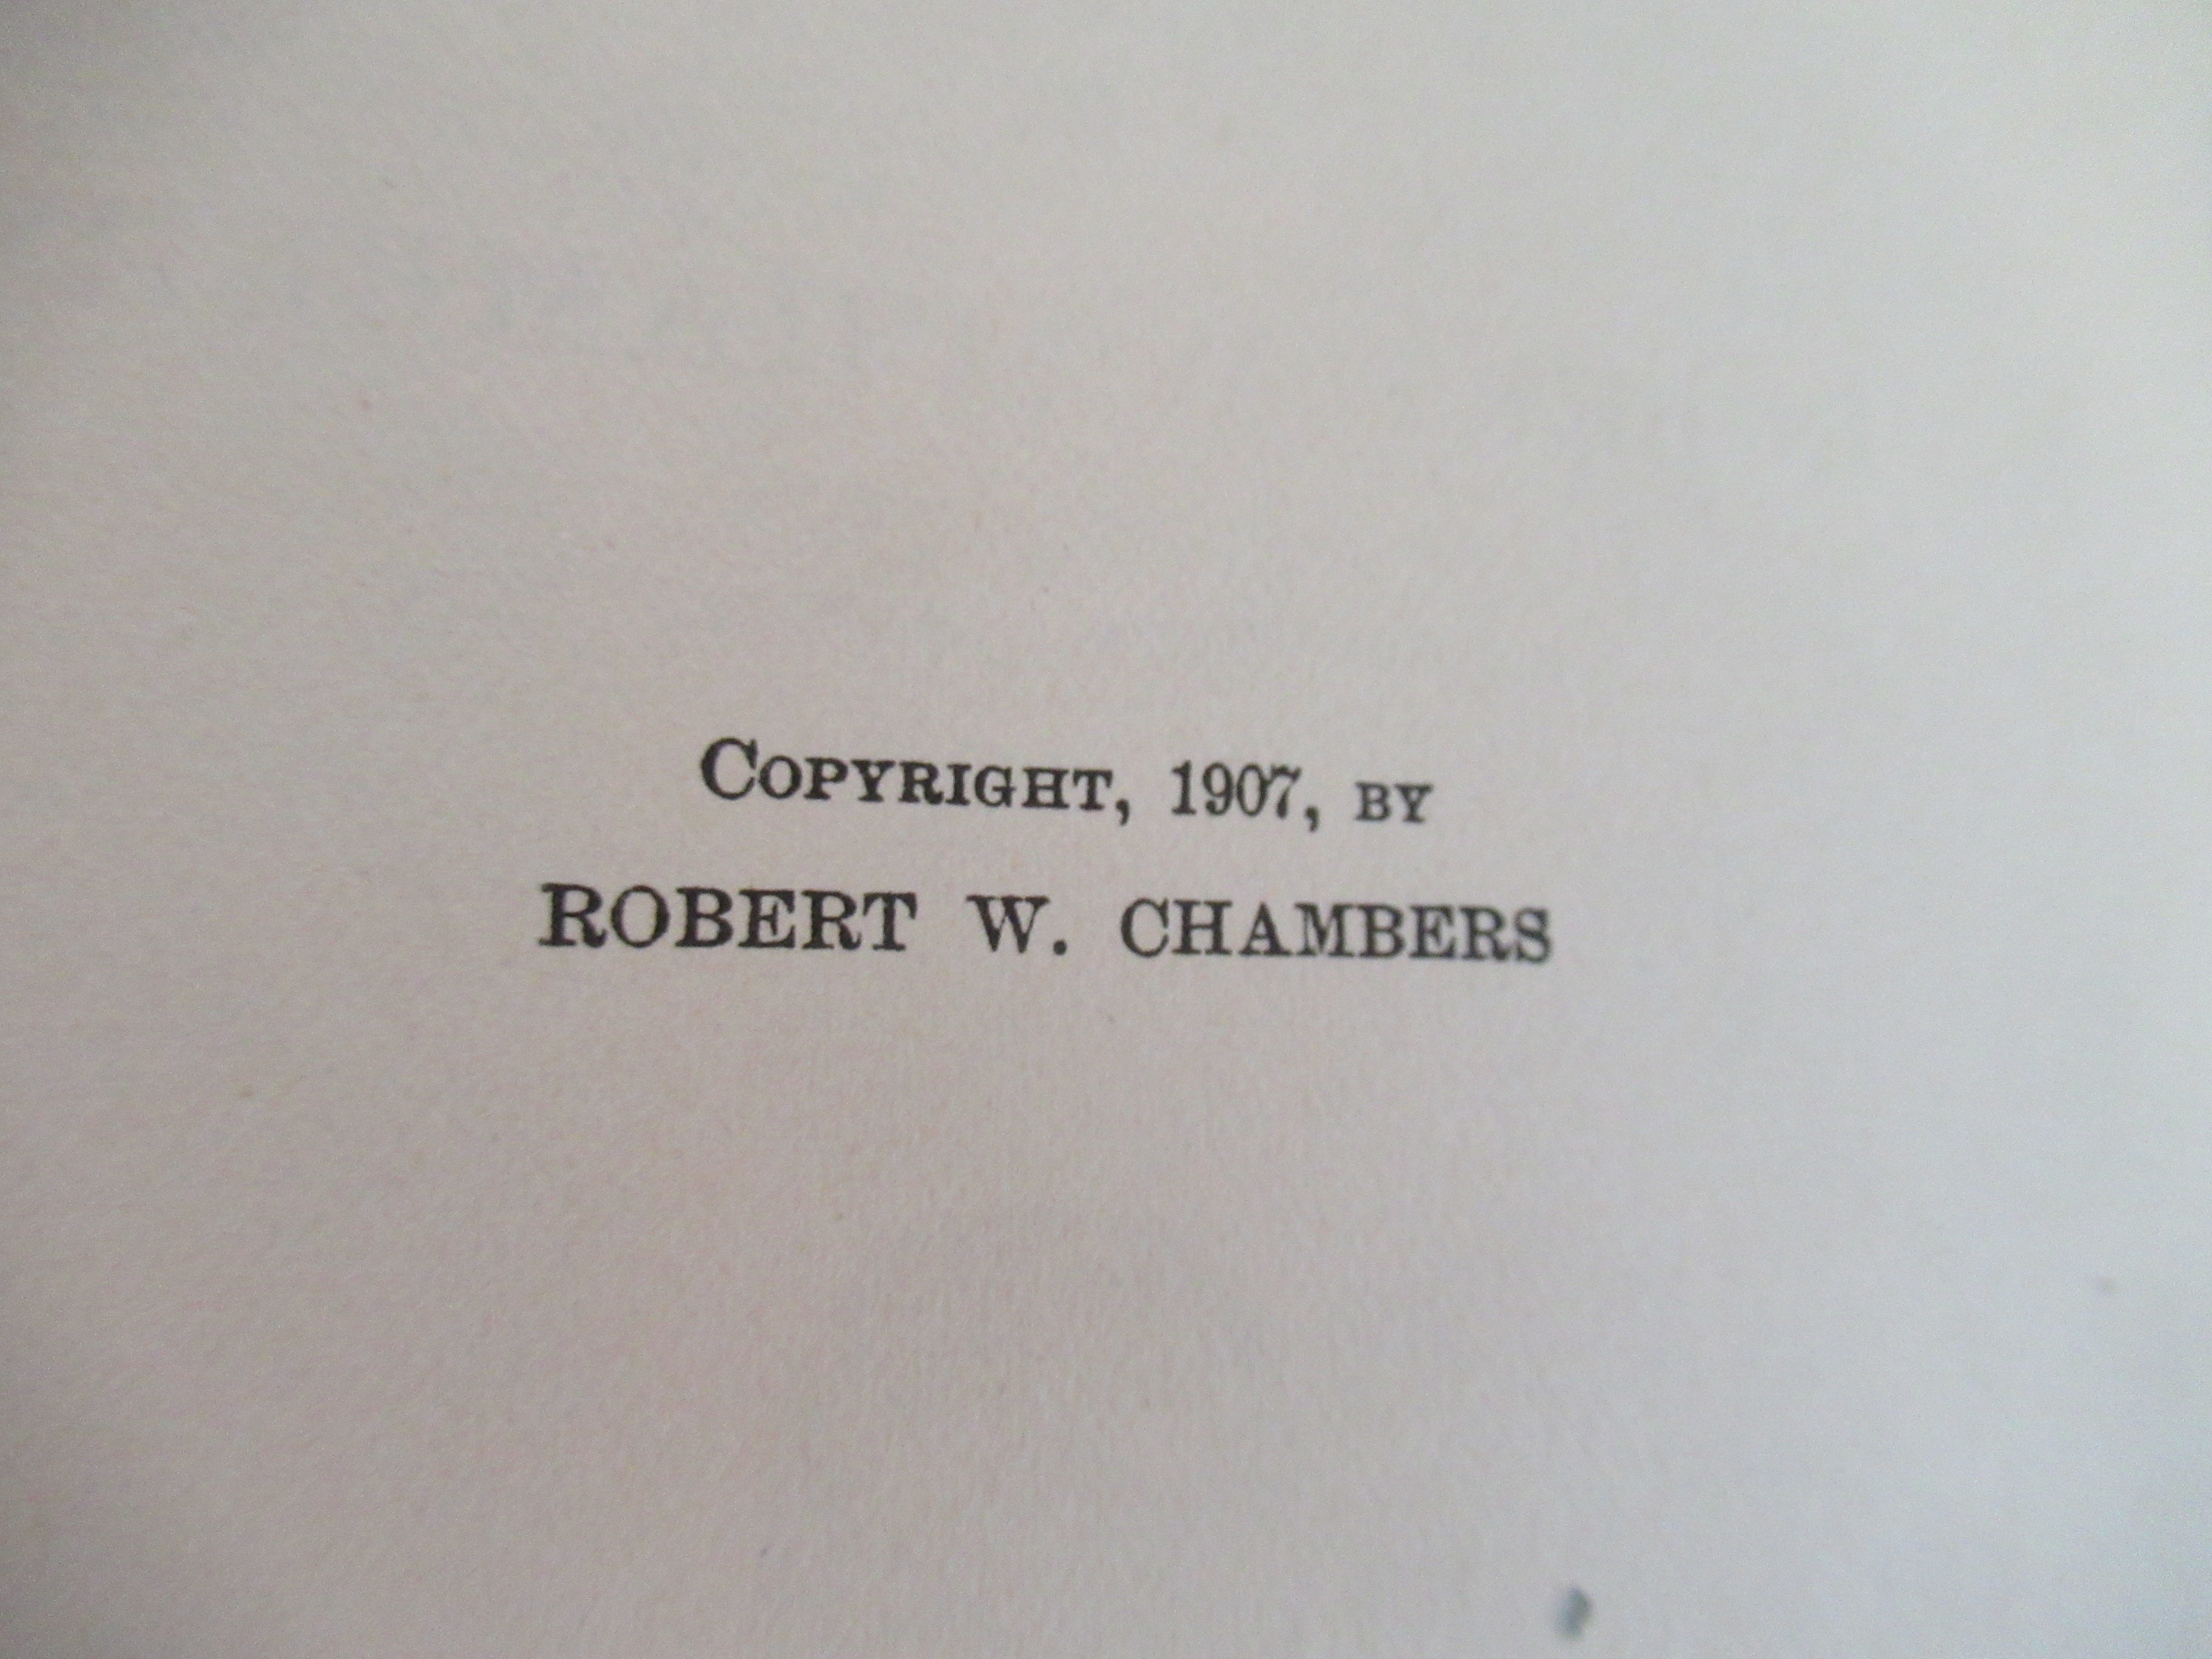 Copyright, 1907, by
ROBERT W. CHAMBERS